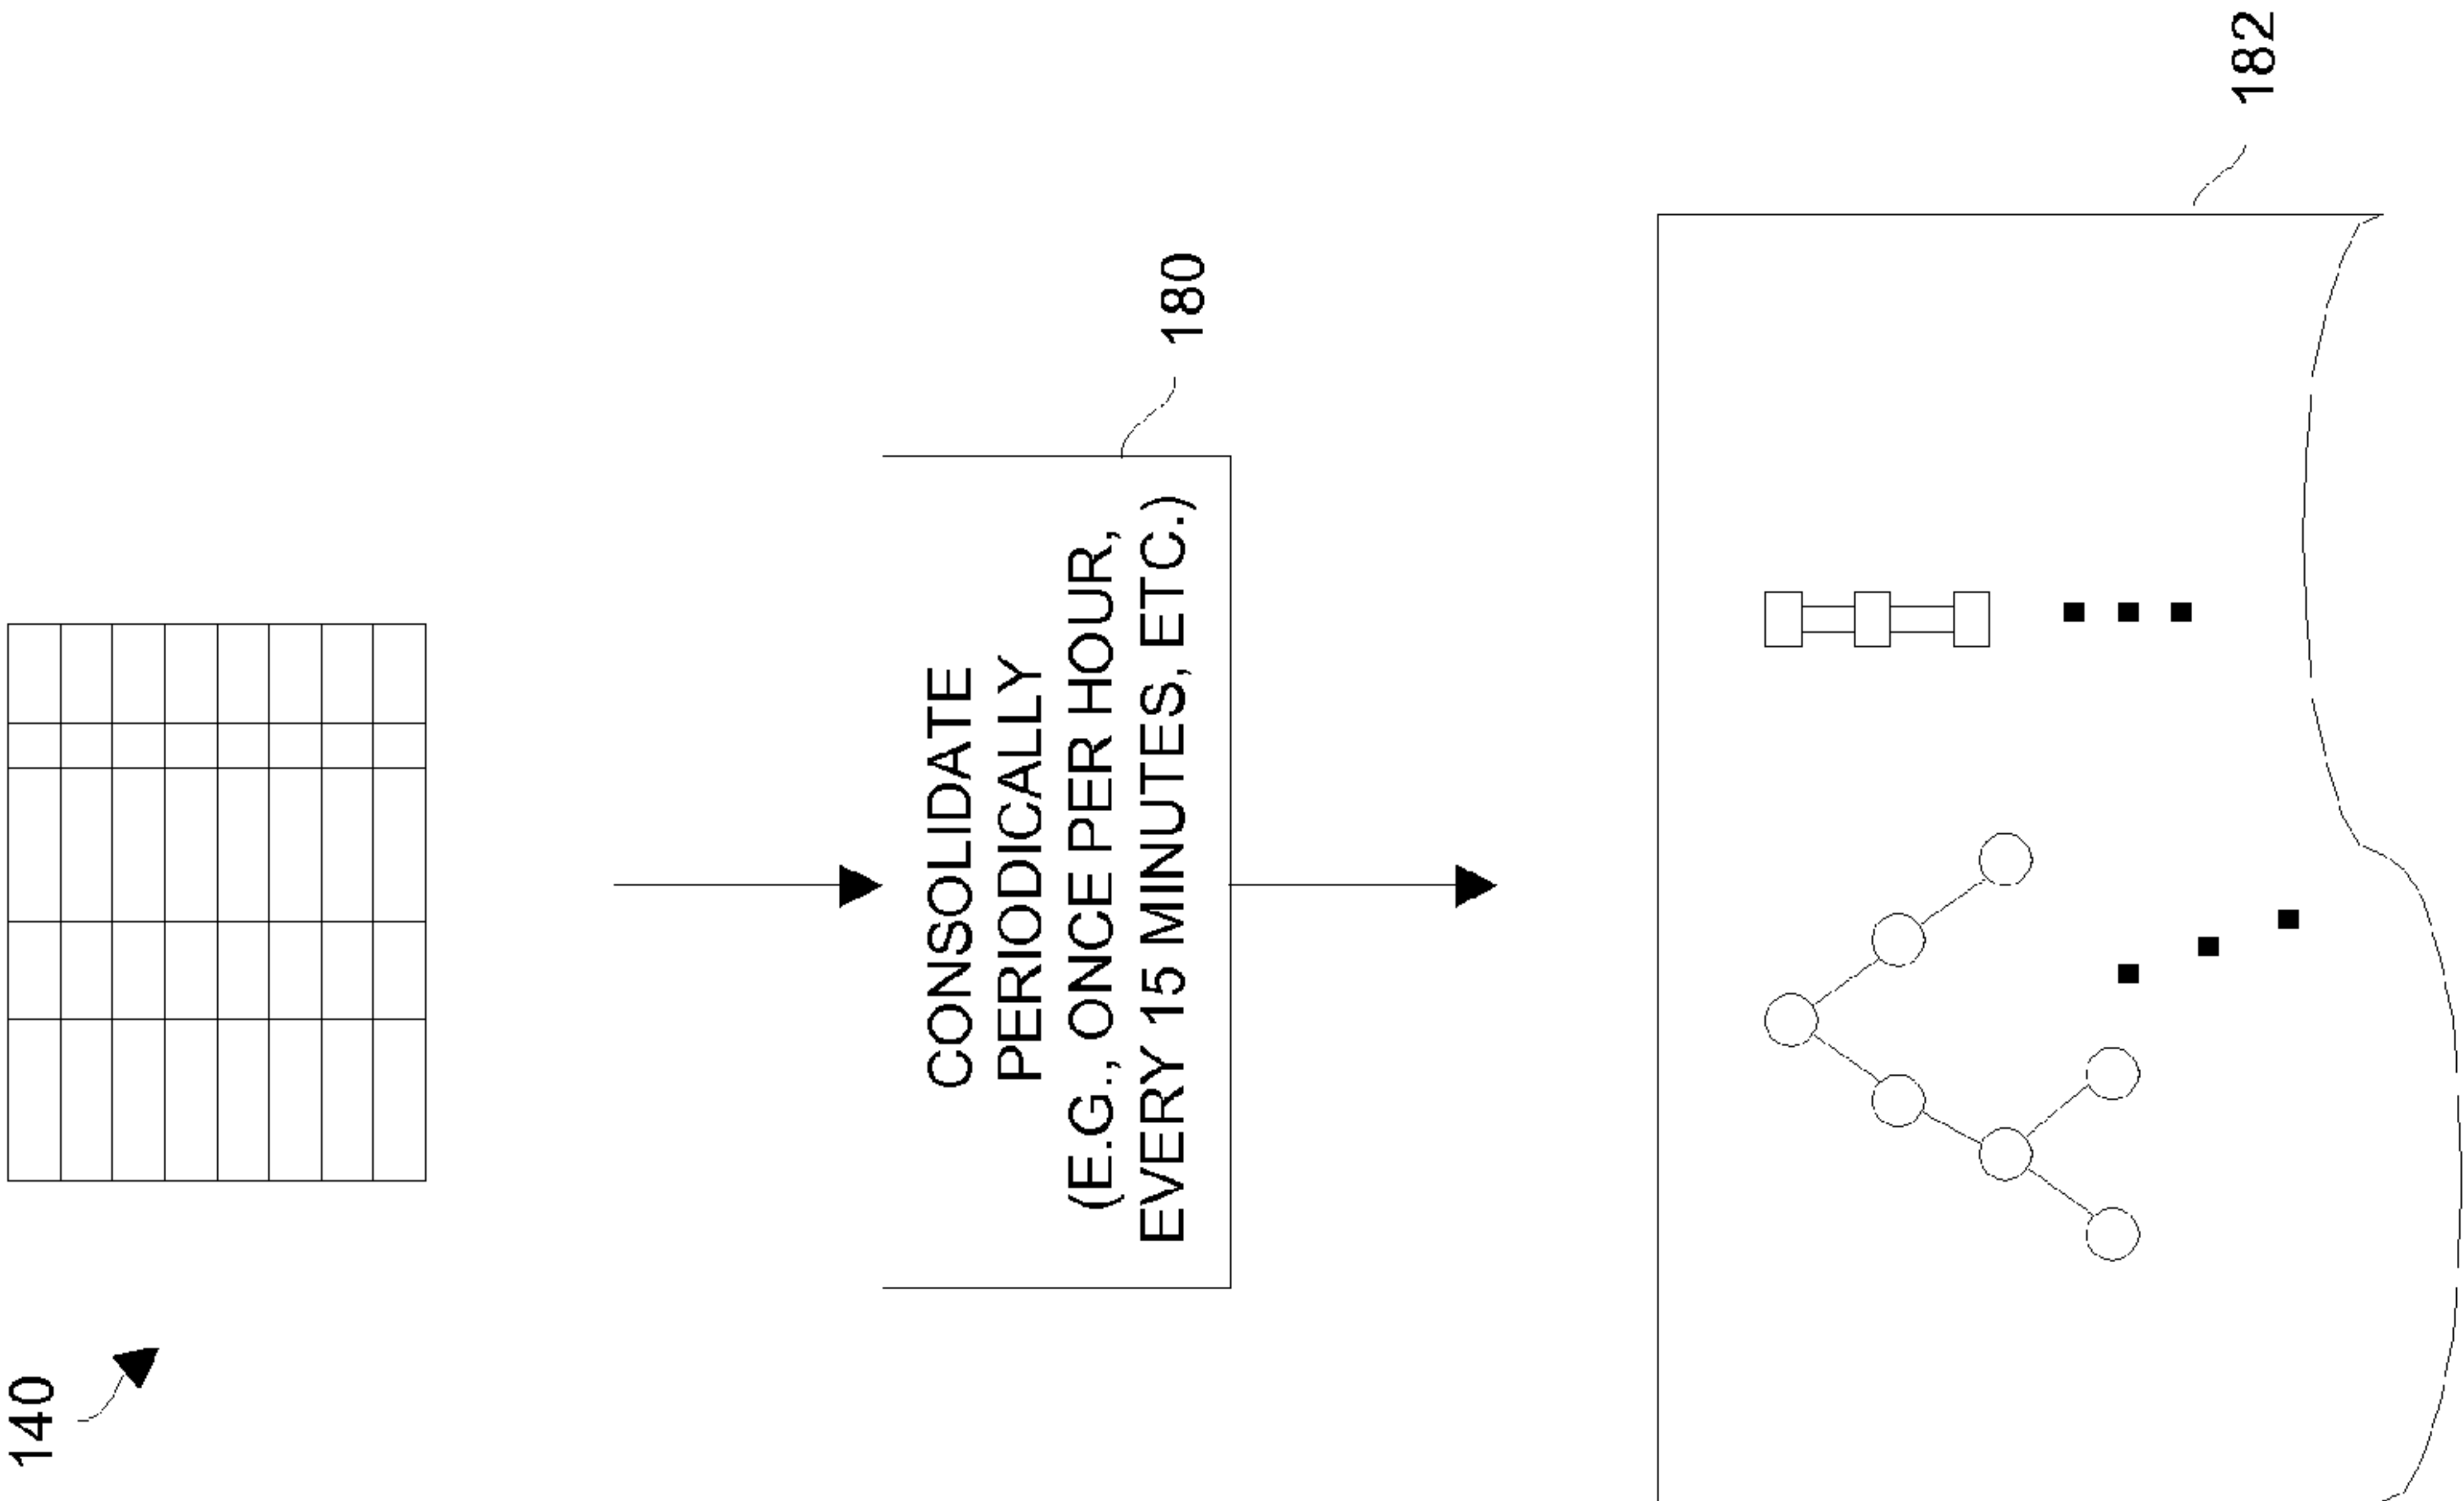 140
CONSOLIDATE
PERIODICALLY
(E.G., ONCE PER HOUR,
EVERY 15 MINUTES, ETC.)
180
182